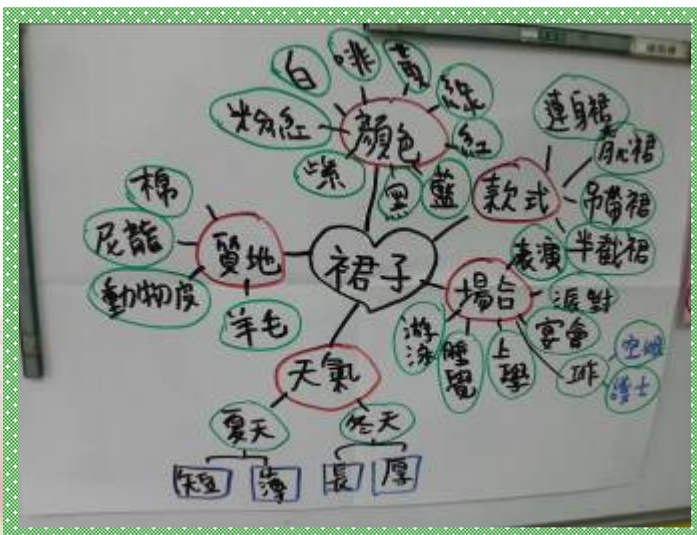 裙子
顏色
白
啡
黃
綠
紅
藍
黑
紫
粉紅
款式
連身裙
背心裙
吊帶裙
半截裙
場合
表演
派對
宴會
工作
空姐
護士
上學
睡覺
游泳
天氣
夏天
短
薄
冬天
長
厚
質地
棉
尼龍
動物皮
羊毛